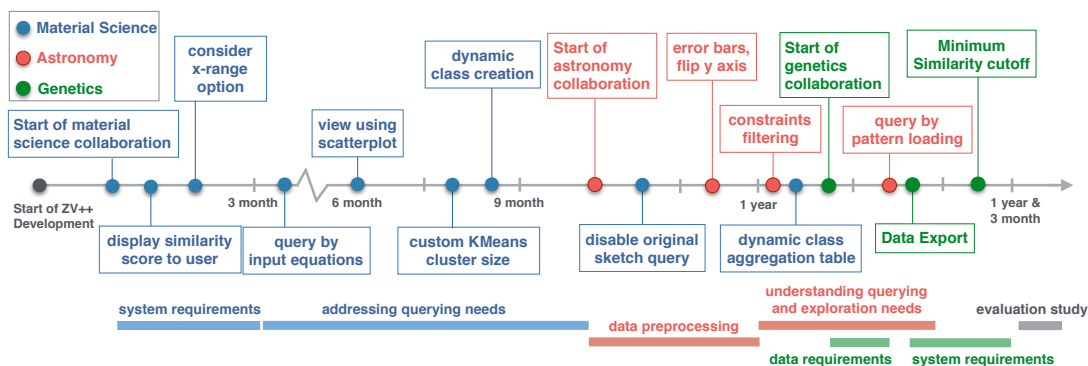 Material Science
Astronomy
Genetics
consider
x-range
option
dynamic
class creation
Start of
astronomy
collaboration
error bars,
flip y axis
Start of
genetics
collaboration
Minimum
Similarity cutoff
Start of material
science collaboration
view using
scatterplot
constraints
filtering
query by
pattern loading
Start of ZV++
Development
3 month
6 month
9 month
1 year
1 year &
3 month
display similarity
score to user
query by
input equations
custom KMeans
cluster size
disable original
sketch query
dynamic class
aggregation table
Data Export
system requirements
addressing querying needs
data preprocessing
understanding querying
and exploration needs
evaluation study
data requirements
system requirements